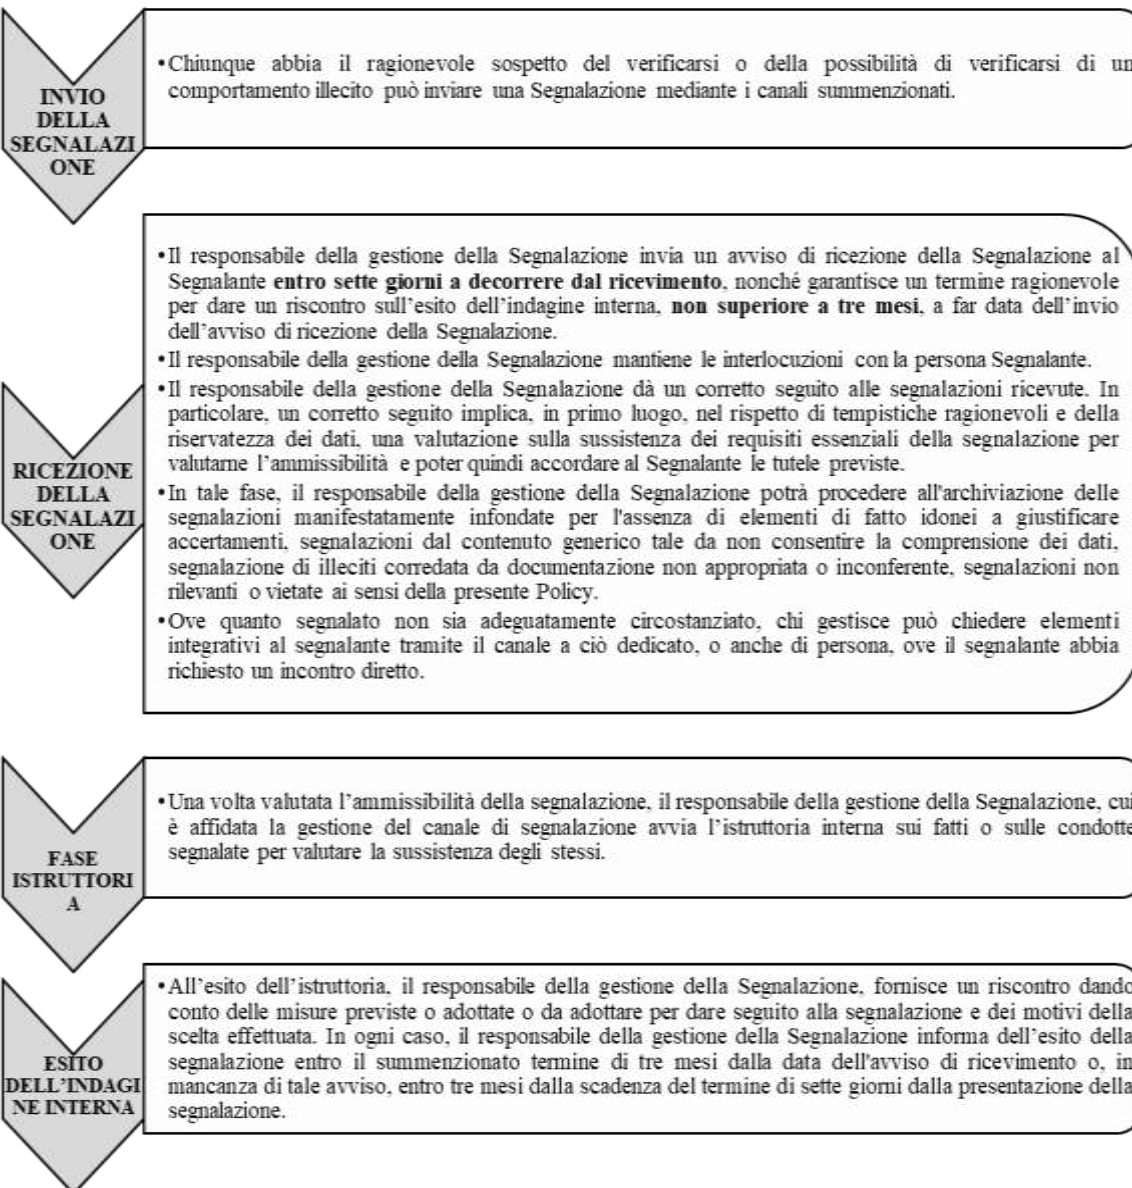 INVIO
DELLA
SEGNALAZI
ONE
•Chiunque abbia il ragionevole sospetto del verificarsi o della possibilità di verificarsi di un
comportamento illecito può inviare una Segnalazione mediante i canali summenzionati.
RICEZIONE
DELLA
SEGNALAZI
ONE
•Il responsabile della gestione della Segnalazione invia un avviso di ricezione della Segnalazione al
Segnalante entro sette giorni a decorrere dal ricevimento, nonché garantisce un termine ragionevole
per dare un riscontro sull’esito dell’indagine interna, non superiore a tre mesi, a far data dell’invio
dell’avviso di ricezione della Segnalazione.
•Il responsabile della gestione della Segnalazione mantiene le interlocuzioni con la persona Segnalante.
•Il responsabile della gestione della Segnalazione dà un corretto seguito alle segnalazioni ricevute. In
particolare, un corretto seguito implica, in primo luogo, nel rispetto di tempistiche ragionevoli e della
riservatezza dei dati, una valutazione sulla sussistenza dei requisiti essenziali della segnalazione per
valutarne l’ammissibilità e poter quindi accordare al Segnalante le tutele previste.
•In tale fase, il responsabile della gestione della Segnalazione potrà procedere all'archiviazione delle
segnalazioni manifestatamente infondate per l'assenza di elementi di fatto idonei a giustificare
accertamenti, segnalazioni dal contenuto generico tale da non consentire la comprensione dei dati,
segnalazione di illeciti corredata da documentazione non appropriata o inconferente, segnalazioni non
rilevanti o vietate ai sensi della presente Policy.
•Ove quanto segnalato non sia adeguatamente circostanziato, chi gestisce può chiedere elementi
integrativi al segnalante tramite il canale a ciò dedicato, o anche di persona, ove il segnalante abbia
richiesto un incontro diretto.
FASE
ISTRUTTORI
A
•Una volta valutata l’ammissibilità della segnalazione, il responsabile della gestione della Segnalazione, cui
è affidata la gestione del canale di segnalazione avvia l’istruttoria interna sui fatti o sulle condotte
segnalate per valutare la sussistenza degli stessi.
ESITO
DELL’INDAGI
NE INTERNA
•All’esito dell’istruttoria, il responsabile della gestione della Segnalazione, fornisce un riscontro dando
conto delle misure previste o adottate o da adottare per dare seguito alla segnalazione e dei motivi della
scelta effettuata. In ogni caso, il responsabile della gestione della Segnalazione informa dell’esito della
segnalazione entro il summenzionato termine di tre mesi dalla data dell'avviso di ricevimento o, in
mancanza di tale avviso, entro tre mesi dalla scadenza del termine di sette giorni dalla presentazione della
segnalazione.